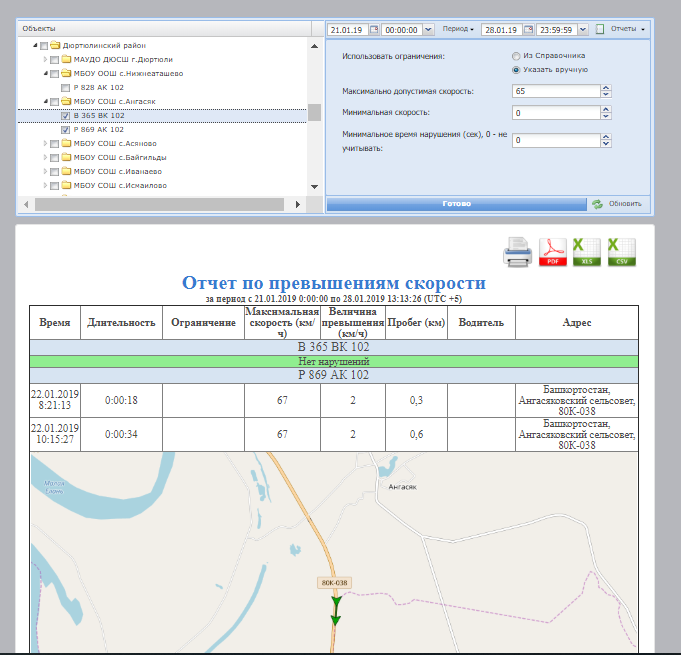 Объекты
Дюртюлинский район
МАУДО ДЮСШ г.Дюртюли
МБОУ ООШ с.Нижнеаташево
Р 828 АК 102
МБОУ СОШ с.Ангасяк
В 365 ВК 102
Р 869 АК 102
МБОУ СОШ с.Асяново
МБОУ СОШ с.Байгильды
МБОУ СОШ с.Иванаево
МБОУ СОШ с.Исмаилово
21.01.19 00:00:00 Период 28.01.19 23:59:59 Отчеты
Использовать ограничения:
Из Справочника
Указать вручную
Максимально допустимая скорость: 65
Минимальная скорость: 0
Минимальное время нарушения (сек), 0 - не
учитывать:
0
Готово
Обновить
PDF XLS CSV
Отчет по превышениям скорости
за период с 21.01.2019 0:00:00 по 28.01.2019 13:13:26 (UTC +5)
Время Длительность Ограничение Максимальная скорость (км/ч) Величина превышения (км/ч) Пробег (км) Водитель Адрес
В 365 ВК 102
Нет нарушений
Р 869 АК 102
22.01.2019 8:21:13 0:00:18 67 2 0,3 Башкортостан, Ангасяковский сельсовет, 80К-038
22.01.2019 10:15:27 0:00:34 67 2 0,6 Башкортостан, Ангасяковский сельсовет, 80К-038
Ангасяк
80К-038